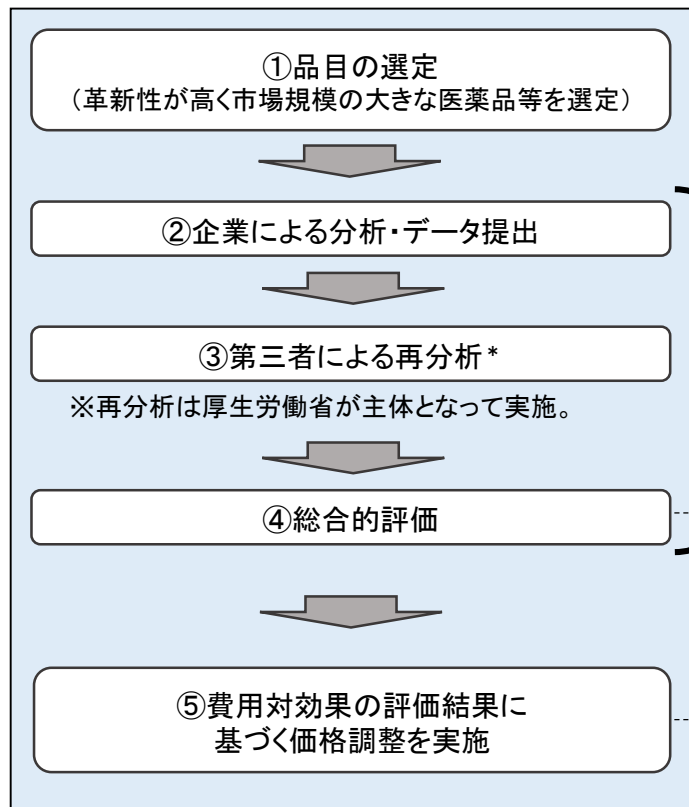 ①品目の選定
（革新性が高く市場規模の大きな医薬品等を選定）
②企業による分析・データ提出
③第三者による再分析*
※再分析は厚生労働省が主体となって実施。
④総合的評価
⑤費用対効果の評価結果に
基づく価格調整を実施